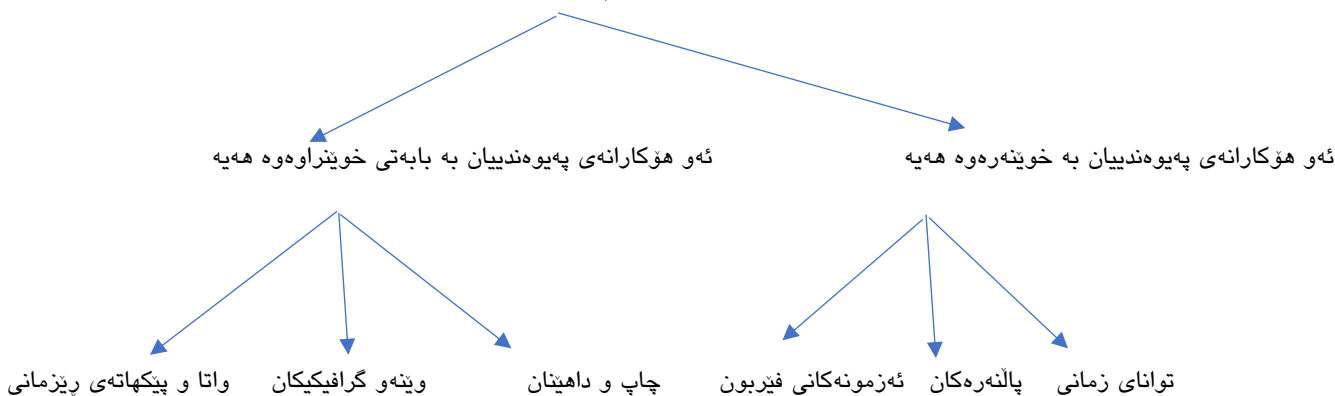 ئەو هۆکارانەی پەیوەندییان بە خوێنەرەوە هەیە
ئەو هۆکارانەی پەیوەندییان بە بابەتی خوێنراوەوە هەیە
توانای زمانی
پاڵنەرەکان
ئەزمونەکانی فێربون
چاپ و داهێنان
وێنەو گرافیکیکان
واتا و پێکهاتەی ڕێزمانی